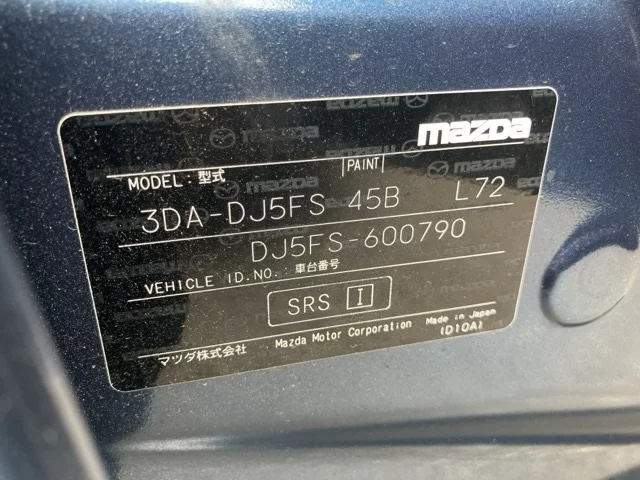 mazda
MODEL : 型式 PAINT
3DA-DJ5FS 45B L72
DJ5FS-600790
VEHICLE ID.NO.: 車台番号
SRS I
マツダ株式会社 Mazda Motor Corporation Made in Japan
(D10A)